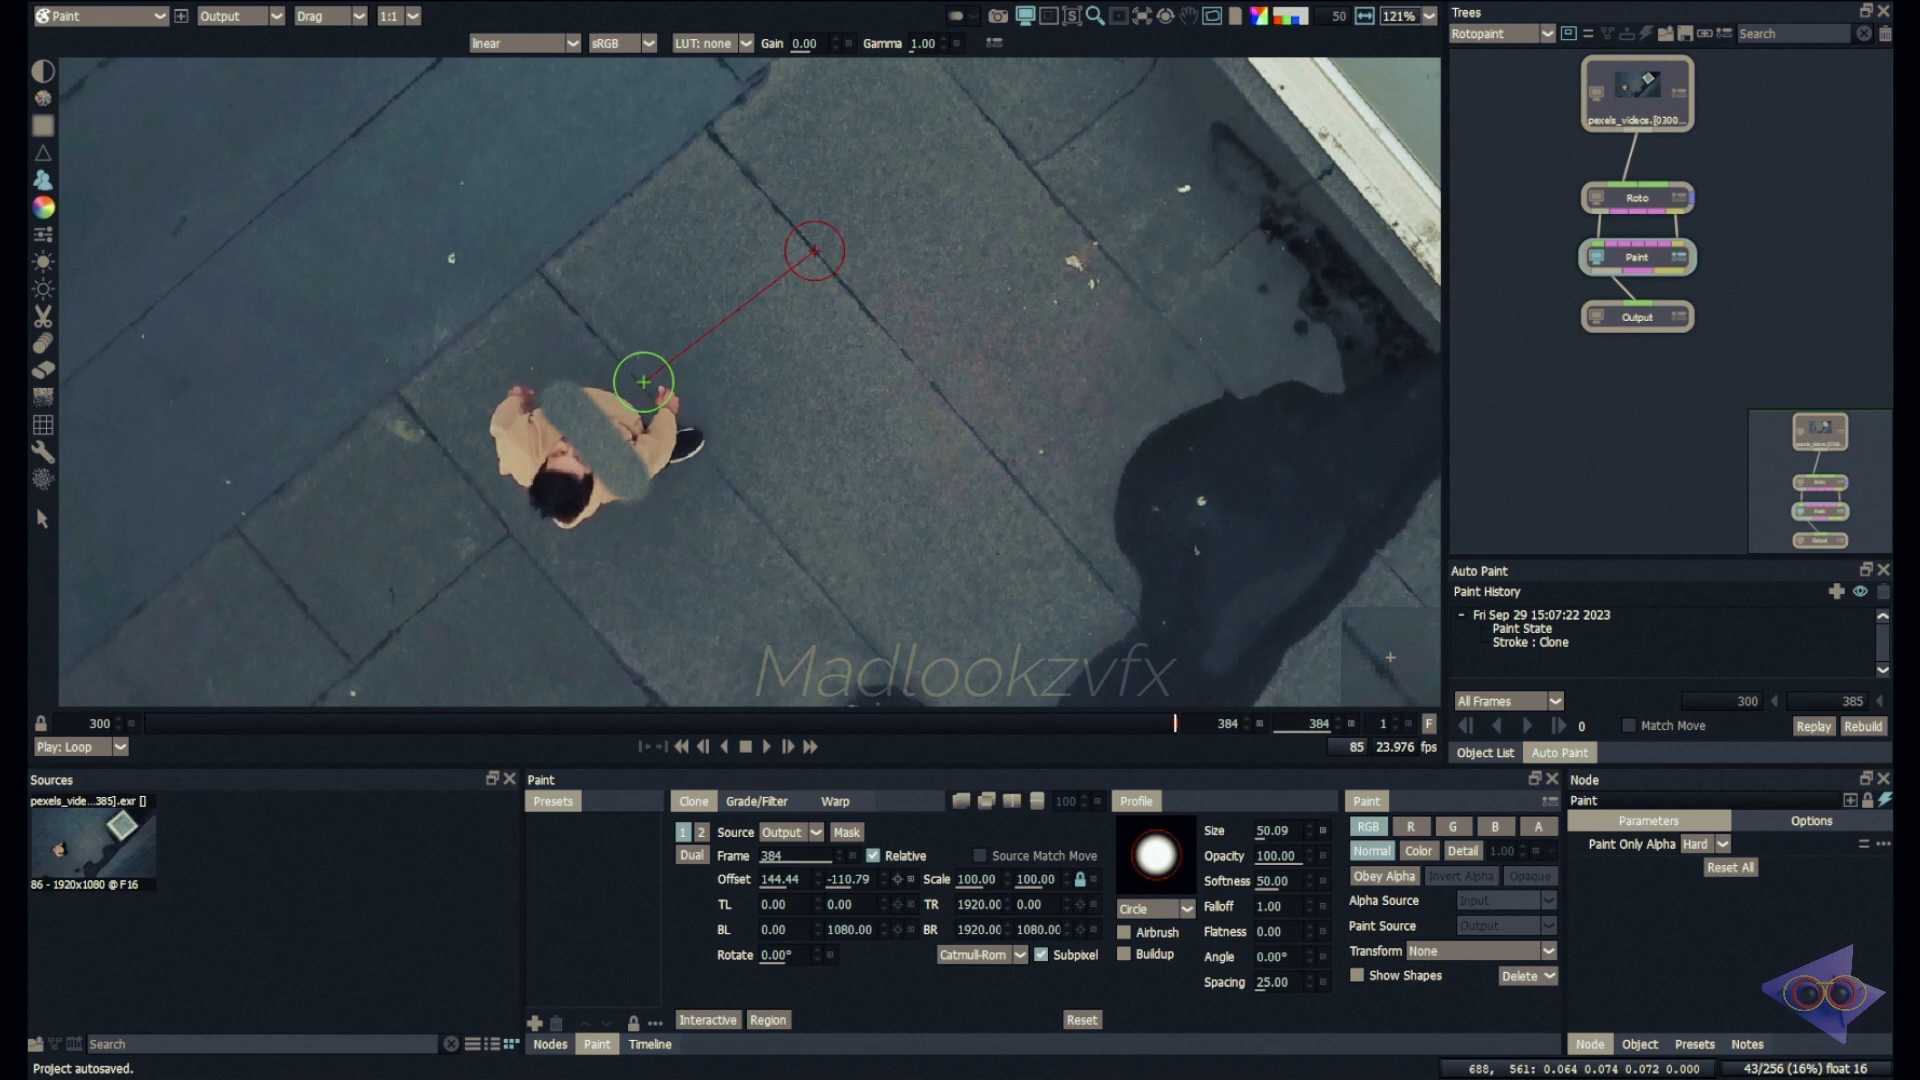 Paint Output Drag 1:1 50 121%
linear sRGB LUT: none Gain 0.00 Gamma 1.00
Trees
Rotopaint Search
pexels_videos.[0300...
Roto
Paint
Output
Madlookzvfx
300 384 384 1 F
Play: Loop 85 23.976 fps
Auto Paint
Paint History
Fri Sep 29 15:07:22 2023
Paint State
Stroke : Clone
All Frames 300 385
0 Match Move Replay Rebuild
Object List Auto Paint
Sources
pexels_vide...385].exr []
86 - 1920x1080 @ F16
Search
Paint
Presets
Clone Grade/Filter Warp 100
1 2 Source Output Mask
Dual Frame 384 Relative Source Match Move
Offset 144.44 -110.79 Scale 100.00 100.00
TL 0.00 0.00 TR 1920.00 0.00
BL 0.00 1080.00 BR 1920.00 1080.00
Rotate 0.00° Catmull-Rom Subpixel
Interactive Region Reset
Nodes Paint Timeline
Profile
Circle
Airbrush
Buildup
Size 50.09
Opacity 100.00
Softness 50.00
Falloff 1.00
Flatness 0.00
Angle 0.00°
Spacing 25.00
Paint
RGB R G B A
Normal Color Detail 1.00
Obey Alpha Invert Alpha Opaque
Alpha Source Input
Paint Source Output
Transform None
Show Shapes Delete
Node
Paint
Parameters Options
Paint Only Alpha Hard
Reset All
Node Object Presets Notes
Project autosaved.
688, 561: 0.064 0.074 0.072 0.000 43/256 (16%) float 16